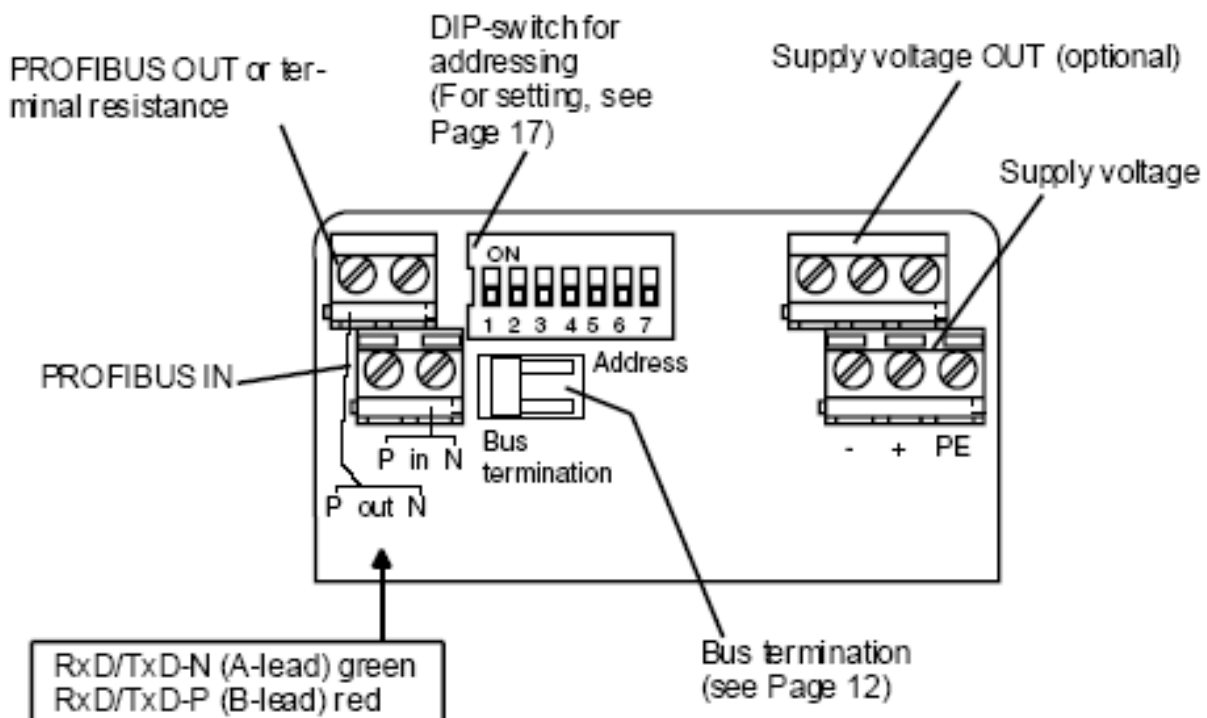 PROFIBUS OUT or ter-
minal resistance
DIP-switch for
addressing
(For setting, see
Page 17)
Supply voltage OUT (optional)
Supply voltage
ON
1 2 3 4 5 6 7
Address
PROFIBUS IN
P in N
Bus
termination
P out N
- + PE
RxD/TxD-N (A-lead) green
RxD/TxD-P (B-lead) red
Bus termination
(see Page 12)